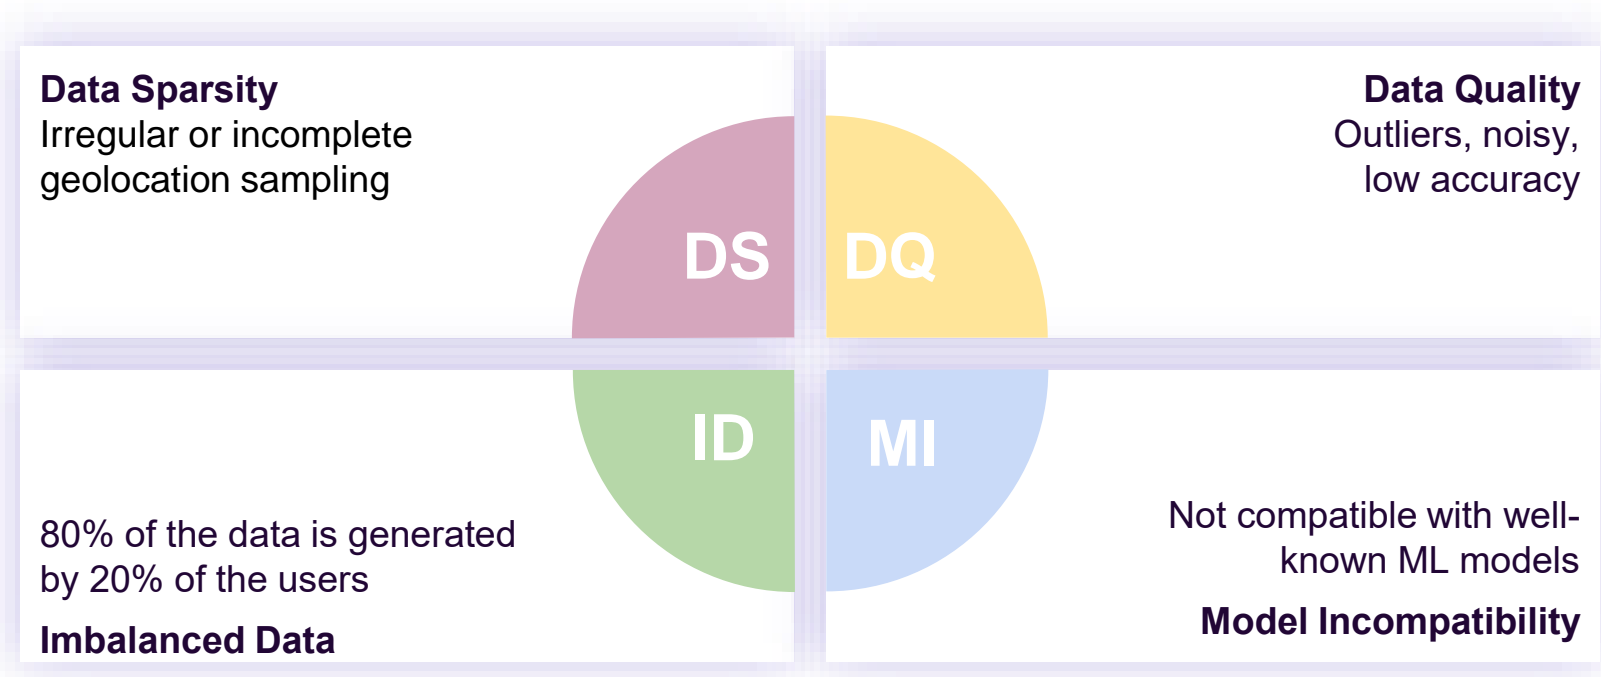 Data Sparsity
Irregular or incomplete
geolocation sampling
DS
Data Quality
Outliers, noisy,
low accuracy
DQ
ID
80% of the data is generated
by 20% of the users
Imbalanced Data
MI
Not compatible with well-
known ML models
Model Incompatibility